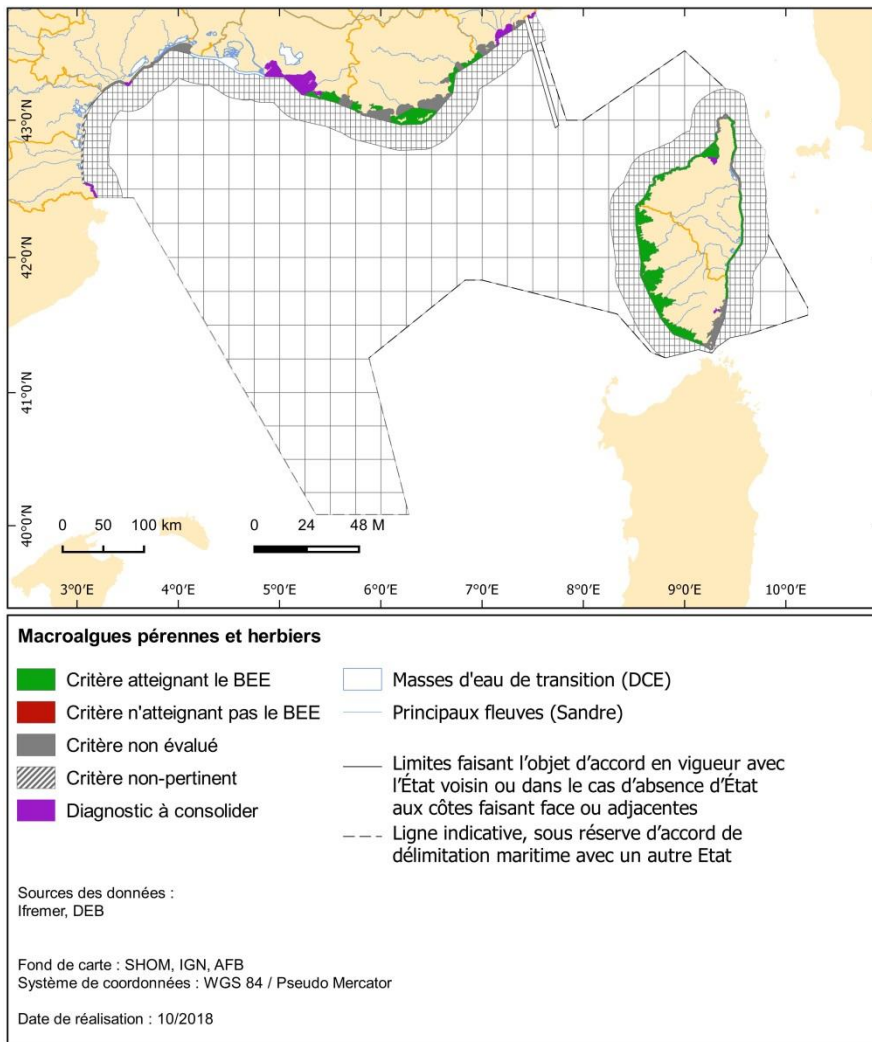 43°0'N
42°0'N
41°0'N
40°0'N
0 50 100 km
0 24 48 M
3°0'E 4°0'E 5°0'E 6°0'E 7°0'E 8°0'E 9°0'E 10°0'E
Macroalgues pérennes et herbiers
Critère atteignant le BEE
Critère n'atteignant pas le BEE
Critère non évalué
Critère non-pertinent
Diagnostic à consolider
Masses d'eau de transition (DCE)
Principaux fleuves (Sandre)
Limites faisant l'objet d'accord en vigueur avec
l'État voisin ou dans le cas d'absence d'État
aux côtes faisant face ou adjacentes
Ligne indicative, sous réserve d'accord de
délimitation maritime avec un autre Etat
Sources des données :
Ifremer, DEB
Fond de carte : SHOM, IGN, AFB
Système de coordonnées : WGS 84 / Pseudo Mercator
Date de réalisation : 10/2018